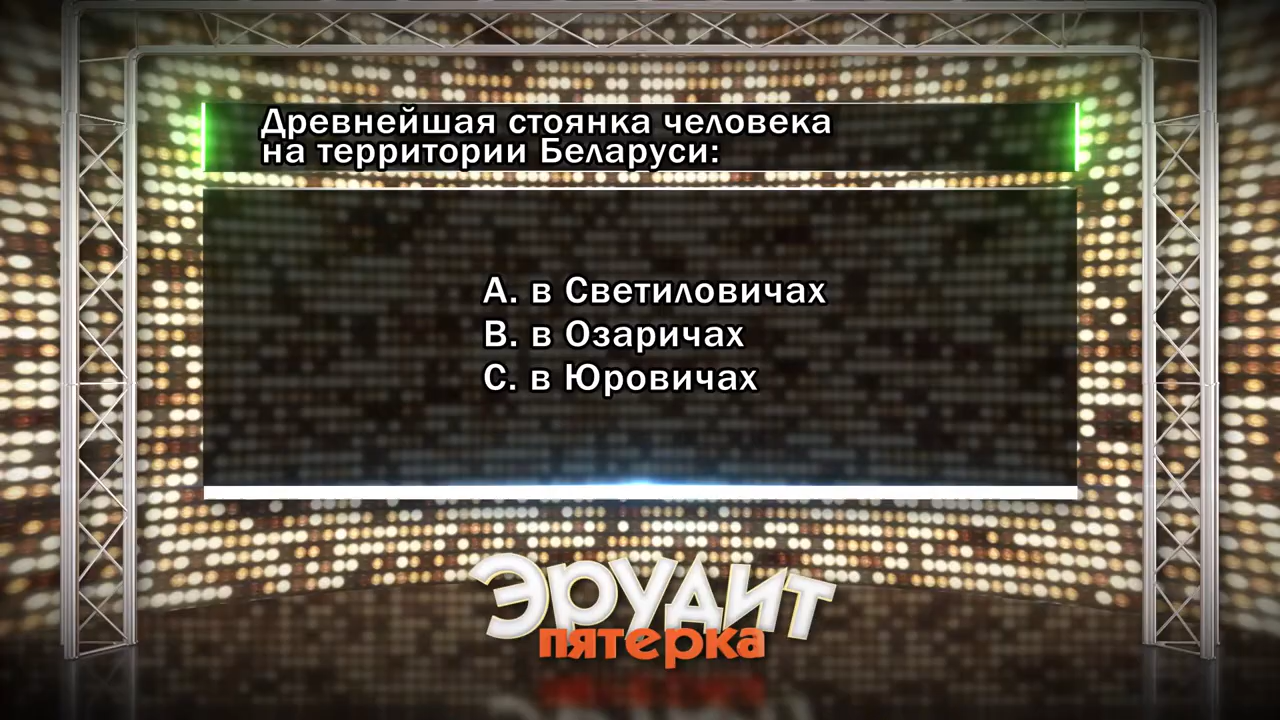 Древнейшая стоянка человека
на территории Беларуси:
А. в Светиловичах
В. в Озаричах
С. в Юровичах
ЭРУДИТ
пятерка